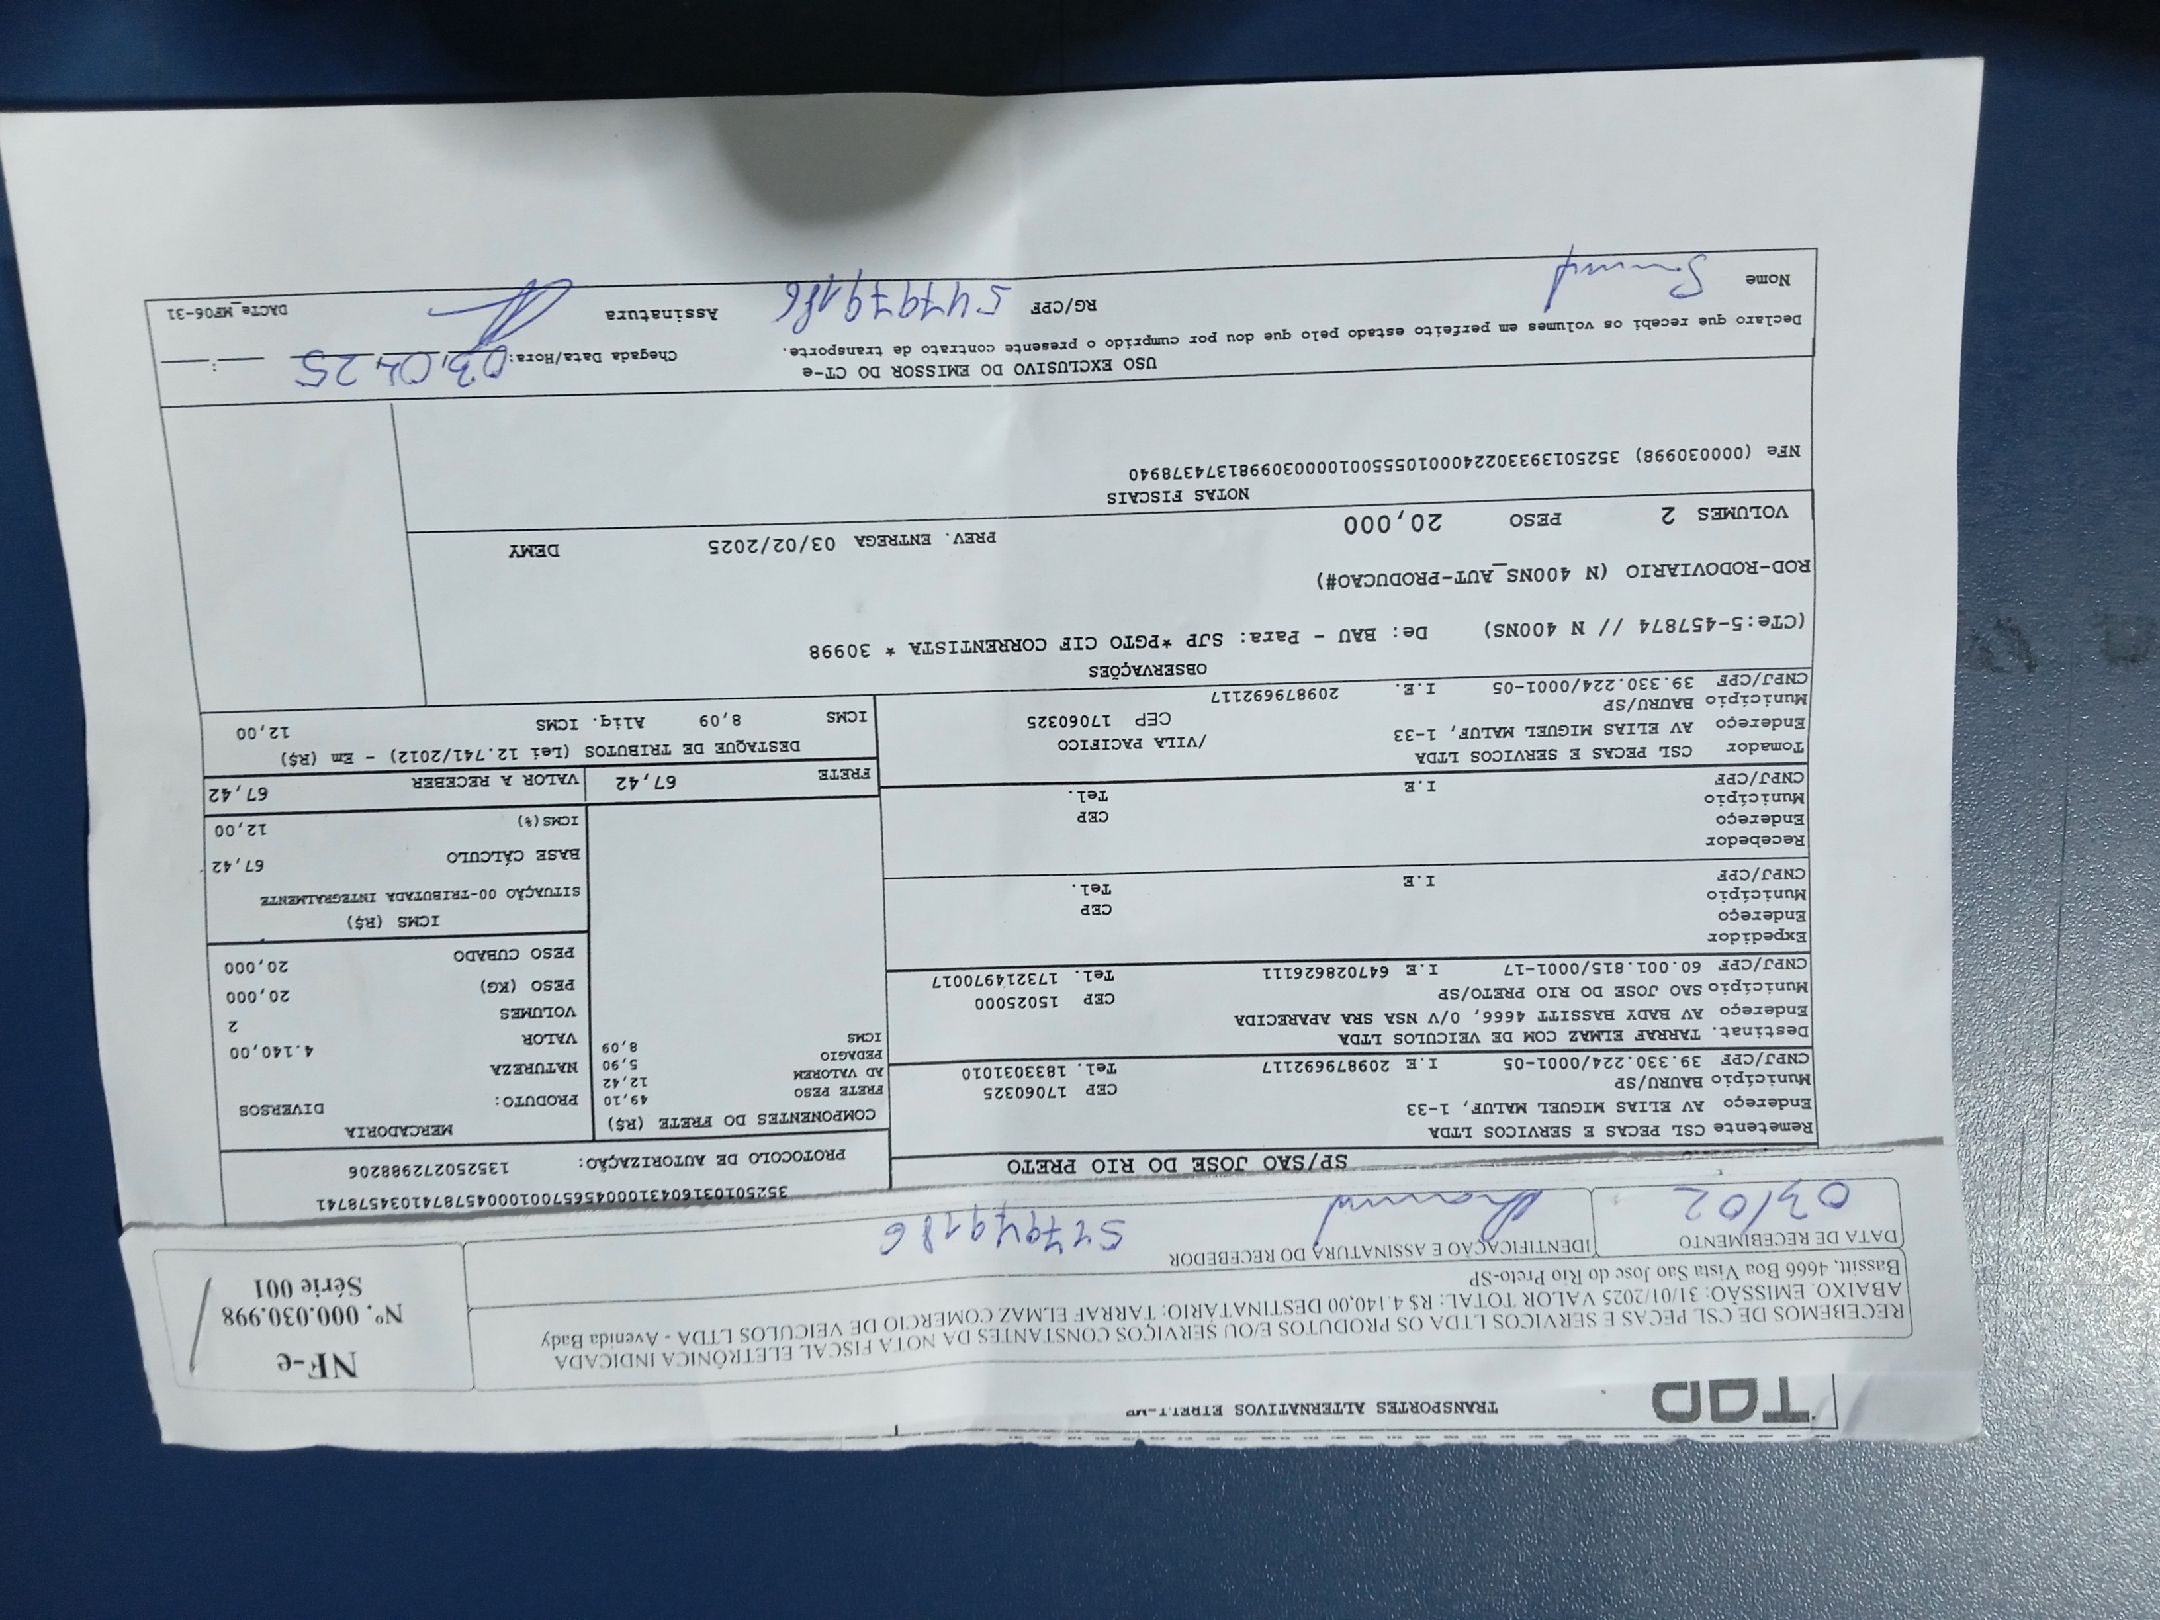 TRANSPORTES ALTERNATIVOS
RECEBEMOS DE CSL PECAS E SERVICOS LTDA OS PRODUTOS E/OU SERVIÇOS CONSTANTES DA NOTA FISCAL ELETRÔNICA INDICADA
ABAIXO. EMISSÃO: 31/01/2025 VALOR TOTAL: R$ 4.140,00 DESTINATÁRIO: TARRAF ELMAZ COMERCIO DE VEICULOS LTDA - Avenida Bady
Bassitt, 4666 Boa Vista Sao Jose do Rio Preto-SP
NF-e
Nº. 000.030.998
Série 001
DATA DE RECEBIMENTO
03/02
IDENTIFICAÇÃO E ASSINATURA DO RECEBEDOR
SP/SAO JOSE DO RIO PRETO
PROTOCOLO DE AUTORIZAÇÃO: 135250272988206
Remetente CSL PECAS E SERVICOS LTDA
Endereço AV ELIAS MIGUEL MALUF, 1-33
Município BAURU/SP CEP 17060325
CNPJ/CPF 39.330.224/0001-05 I.E 209879692117 Tel. 1833031010
Destinat. TARRAF ELMAZ COM DE VEICULOS LTDA
Endereço AV BADY BASSITT 4666, O/V NSA SRA APARECIDA
Município SAO JOSE DO RIO PRETO/SP CEP 15025000
CNPJ/CPF 60.001.815/0001-17 I.E 647028626111 Tel. 173214970017
Expedidor
Endereço
Município CEP
CNPJ/CPF I.E Tel.
Recebedor
Endereço
Município CEP
CNPJ/CPF I.E Tel.
Tomador CSL PECAS E SERVICOS LTDA
Endereço AV ELIAS MIGUEL MALUF, 1-33 /VILA PACIFICO
Município BAURU/SP CEP 17060325
CNPJ/CPF 39.330.224/0001-05 I.E. 209879692117
COMPONENTES DO FRETE (R$)
FRETE PESO 49,10
AD VALOREM 12,42
PEDAGIO 5,90
ICMS 8,09
MERCADORIA
PRODUTO: DIVERSOS
NATUREZA
VALOR 4.140,00
VOLUMES 2
PESO (KG) 20,000
PESO CUBADO 20,000
ICMS (R$)
SITUAÇÃO 00-TRIBUTADA INTEGRALMENTE
BASE CÁLCULO 67,42
ICMS(%) 12,00
FRETE 67,42 VALOR A RECEBER 67,42
DESTAQUE DE TRIBUTOS (Lei 12.741/2012) - Em (R$)
ICMS 8,09 Aliq. ICMS 12,00
OBSERVAÇÕES
(CTe:5-457874 // N 400NS) De: BAU - Para: SJP *PGTO CIF CORRENTISTA * 30998
ROD-RODOVIARIO (N 400NS_AUT-PRODUCAO#)
VOLUMES 2 PESO 20,000 PREV. ENTREGA 03/02/2025 DEMY
NOTAS FISCAIS
NFe (000030998) 35250139330224000105550010000309981374378940
USO EXCLUSIVO DO EMISSOR DO CT-e
Declaro que recebi os volumes em perfeito estado pelo que dou por cumprido o presente contrato de transporte.
Chegada Data/Hora:
Nome
RG/CPF
Assinatura
DACTe_MF06-31